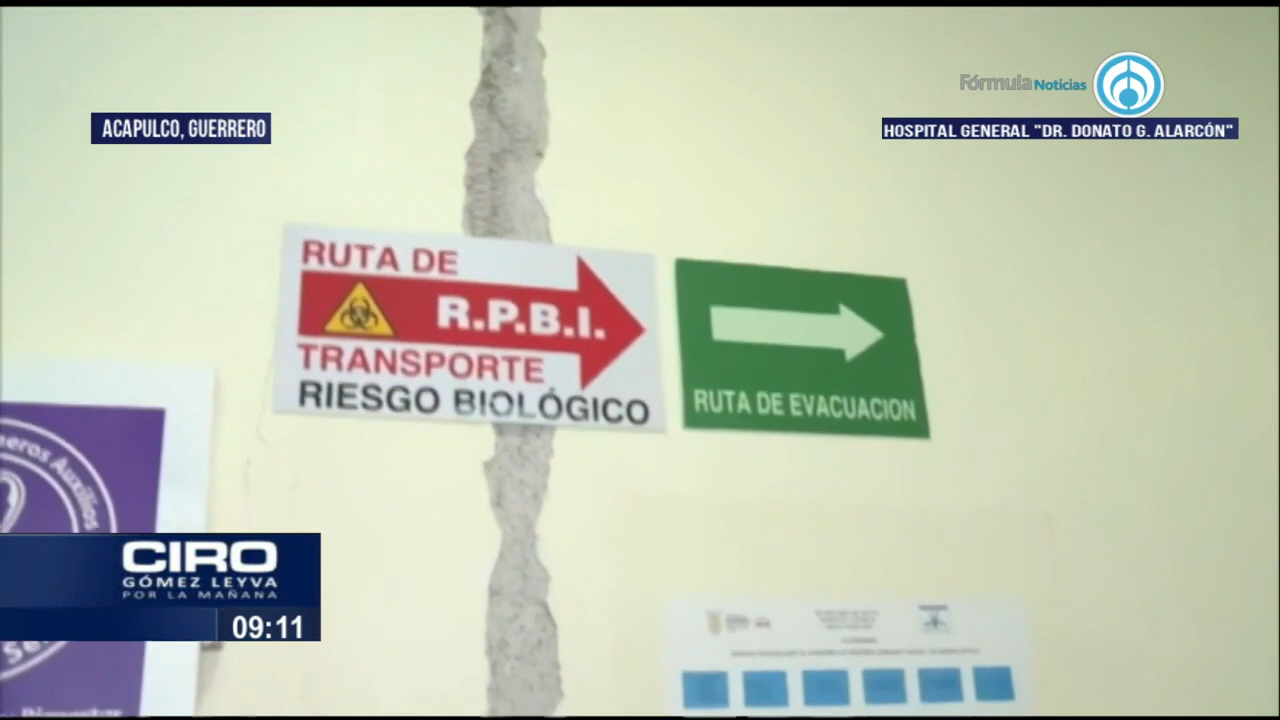 Fórmula Noticias
ACAPULCO, GUERRERO
HOSPITAL GENERAL "DR. DONATO G. ALARCÓN"
RUTA DE
R.P.B.I.
TRANSPORTE
RIESGO BIOLÓGICO
RUTA DE EVACUACION
Auxilios
CIRO
GÓMEZ LEYVA
POR LA MAÑANA
09:11